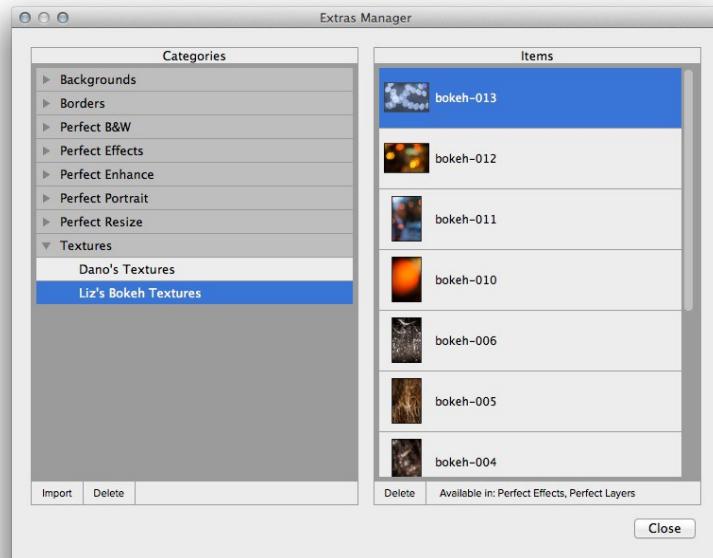 Extras Manager
Categories
Backgrounds
Borders
Perfect B&W
Perfect Effects
Perfect Enhance
Perfect Portrait
Perfect Resize
Textures
Dano's Textures
Liz's Bokeh Textures
Import Delete
Items
bokeh-013
bokeh-012
bokeh-011
bokeh-010
bokeh-006
bokeh-005
bokeh-004
Delete Available in: Perfect Effects, Perfect Layers
Close